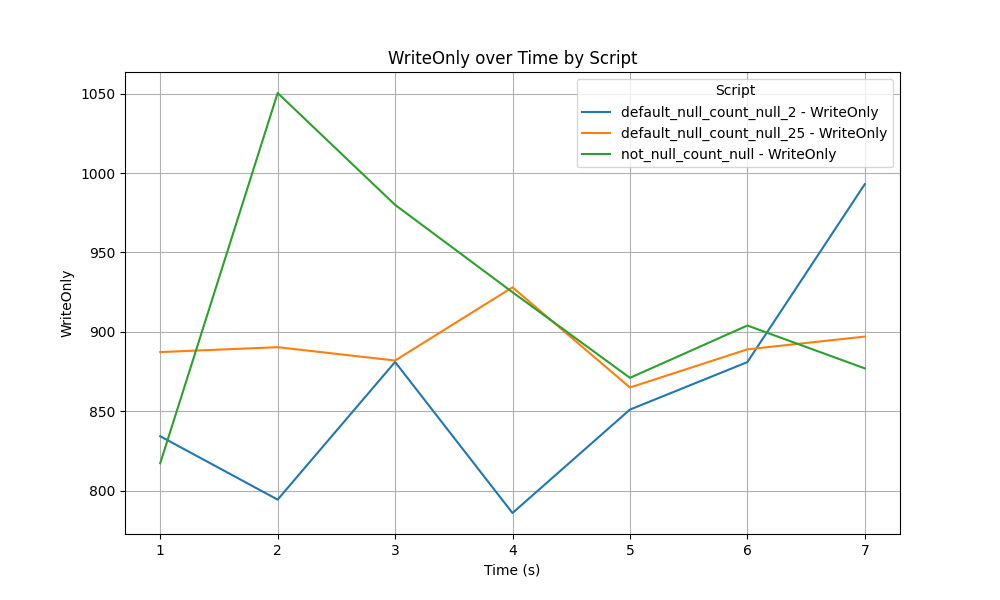 WriteOnly over Time by Script
Script
default_null_count_null_2 - WriteOnly
default_null_count_null_25 - WriteOnly
not_null_count_null - WriteOnly
WriteOnly
1050
1000
950
900
850
800
1 2 3 4 5 6 7
Time (s)